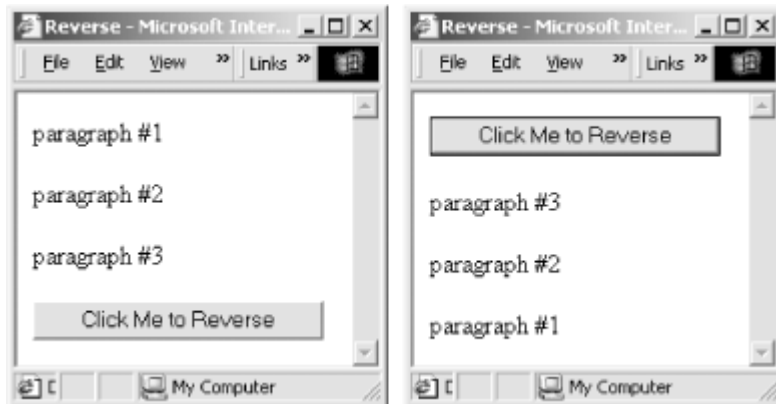 Reverse - Microsoft Inter...
File Edit View » Links »
paragraph #1
paragraph #2
paragraph #3
Click Me to Reverse
My Computer
Reverse - Microsoft Inter...
File Edit View » Links »
Click Me to Reverse
paragraph #3
paragraph #2
paragraph #1
My Computer